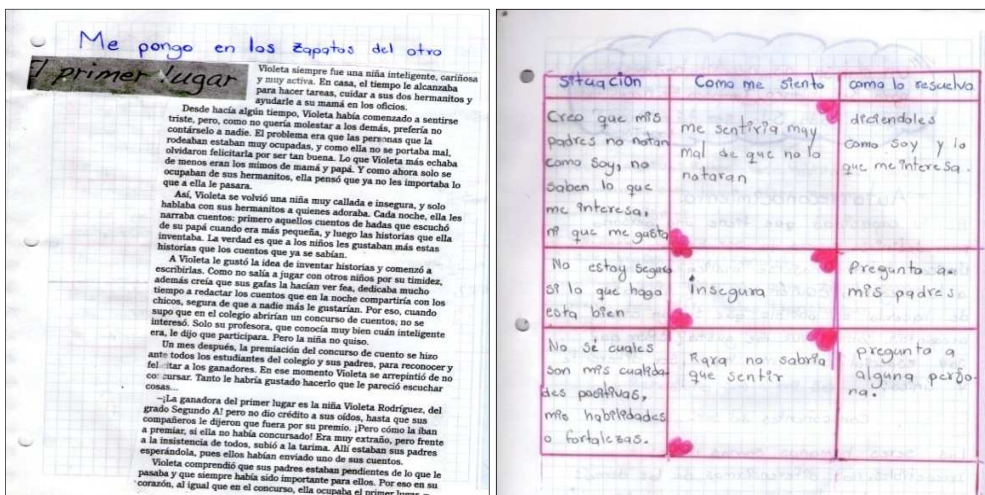 Me pongo en los zapatos del otro
El primer lugar
Violeta siempre fue una niña inteligente, cariñosa
y muy activa. En casa, el tiempo le alcanzaba
para hacer tareas, cuidar a sus dos hermanitos y
ayudarle a su mamá en los oficios.
Desde hacía algún tiempo, Violeta había comenzado a sentirse
triste, pero, como no quería molestar a los demás, prefería no
contárselo a nadie. El problema era que las personas que la
rodeaban estaban muy ocupadas, y como ella no se portaba mal,
olvidaron felicitarla por ser tan buena. Lo que Violeta más echaba
de menos eran los mimos de mamá y papá. Y como ahora solo se
ocupaban de sus hermanitos, ella pensó que ya no les importaba lo
que a ella le pasara.
Así, Violeta se volvió una niña muy callada e insegura, y solo
hablaba con sus hermanitos a quienes adoraba. Cada noche, ella les
narraba cuentos: primero aquellos cuentos de hadas que escuchó
de su papá cuando era más pequeña, y luego las historias que ella
inventaba. La verdad es que a los niños les gustaban más estas
historias que los cuentos que ya se sabían.
A Violeta le gustó la idea de inventar historias y comenzó a
escribirlas. Como no salía a jugar con otros niños por su timidez,
además creía que sus gafas la hacían ver fea, dedicaba mucho
tiempo a redactar los cuentos que en la noche compartiría con los
chicos, segura de que a nadie más le gustarían. Por eso, cuando
supo que en el colegio abrirían un concurso de cuentos, no se
interesó. Solo su profesora, que conocía muy bien cuán inteligente
era, le dijo que participara. Pero la niña no quiso.
Un mes después, la premiación del concurso de cuento se hizo
ante todos los estudiantes del colegio y sus padres, para reconocer y
felicitar a los ganadores. En ese momento Violeta se arrepintió de no
concursar. Tanto le habría gustado hacerlo que le pareció escuchar
cosas...
–¡La ganadora del primer lugar es la niña Violeta Rodríguez, del
grado Segundo A! pero no dio crédito a sus oídos, hasta que sus
compañeros le dijeron que fuera por su premio. ¡Pero cómo la iban
a premiar, si ella no había concursado! Era muy extraño, pero frente
a la insistencia de todos, subió a la tarima. Allí estaban sus padres
esperándola, pues ellos habían enviado uno de sus cuentos.
Violeta comprendió que sus padres estaban pendientes de lo que le
pasaba y que siempre había sido importante para ellos. Por eso en su
corazón, al igual que en el concurso, ella ocupaba el primer lugar
situación Como me siento como lo resuelvo
Creo que mis
padres no notan
como soy, no
saben lo que
me interesa,
ni que me gusta
me sentiria muy
mal de que no lo
notaran
diciendoles
como soy y lo
que me interesa.
No estoy segura
si lo que hago
esta bien
Insegura
Pregunto a
mis padres.
No sé cuales
son mis cualida-
des positivas,
mis habilidades
o fortalezas.
Rara no sabria
que sentir
pregunto a
alguna perso-
na.